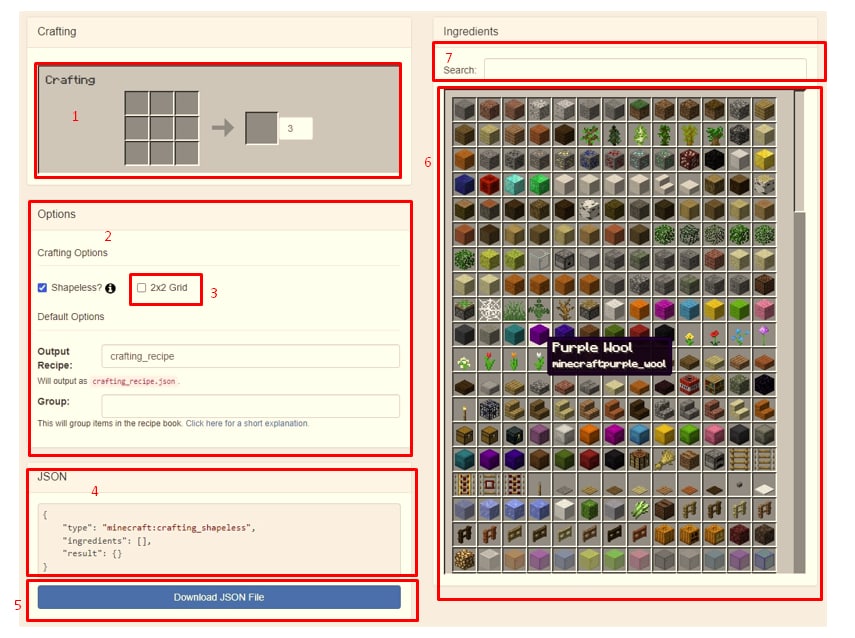 Crafting
Crafting
1
3
Options
2
Crafting Options
Shapeless?
2x2 Grid
3
Default Options
Output
Recipe:
crafting_recipe
Will output as crafting_recipe.json.
Group:
This will group items in the recipe book. Click here for a short explanation.
JSON
4
{
"type": "minecraft:crafting_shapeless",
"ingredients": [],
"result": {}
}
5
Download JSON File
Ingredients
7
Search:
6
Purple Wool
minecraft:purple_wool